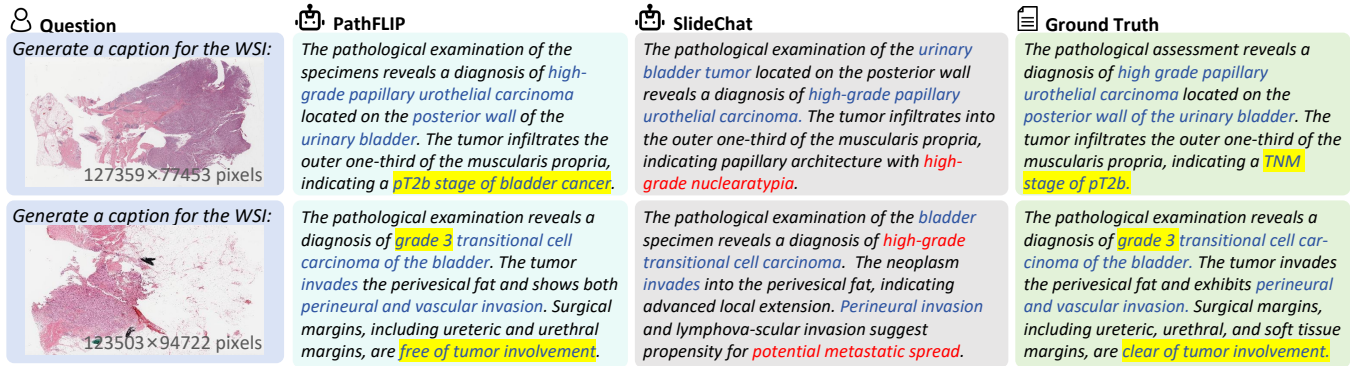 Question
PathFLIP
SlideChat
Ground Truth
Generate a caption for the WSI:
127359×77453 pixels
The pathological examination of the
specimens reveals a diagnosis of high-
grade papillary urothelial carcinoma
located on the posterior wall of the
urinary bladder. The tumor infiltrates the
outer one-third of the muscularis propria,
indicating a pT2b stage of bladder cancer.
The pathological examination of the urinary
bladder tumor located on the posterior wall
reveals a diagnosis of high-grade papillary
urothelial carcinoma. The tumor infiltrates into
the outer one-third of the muscularis propria,
indicating papillary architecture with high-
grade nuclearatypia.
The pathological assessment reveals a
diagnosis of high grade papillary
urothelial carcinoma located on the
posterior wall of the urinary bladder. The
tumor infiltrates the outer one-third of the
muscularis propria, indicating a TNM
stage of pT2b.
Generate a caption for the WSI:
123503×94722 pixels
The pathological examination reveals a
diagnosis of grade 3 transitional cell
carcinoma of the bladder. The tumor
invades the perivesical fat and shows both
perineural and vascular invasion. Surgical
margins, including ureteric and urethral
margins, are free of tumor involvement.
The pathological examination of the bladder
specimen reveals a diagnosis of high-grade
transitional cell carcinoma. The neoplasm
invades into the perivesical fat, indicating
advanced local extension. Perineural invasion
and lymphova-scular invasion suggest
propensity for potential metastatic spread.
The pathological examination reveals a
diagnosis of grade 3 transitional cell car-
cinoma of the bladder. The tumor invades
the perivesical fat and exhibits perineural
and vascular invasion. Surgical margins,
including ureteric, urethral, and soft tissue
margins, are clear of tumor involvement.